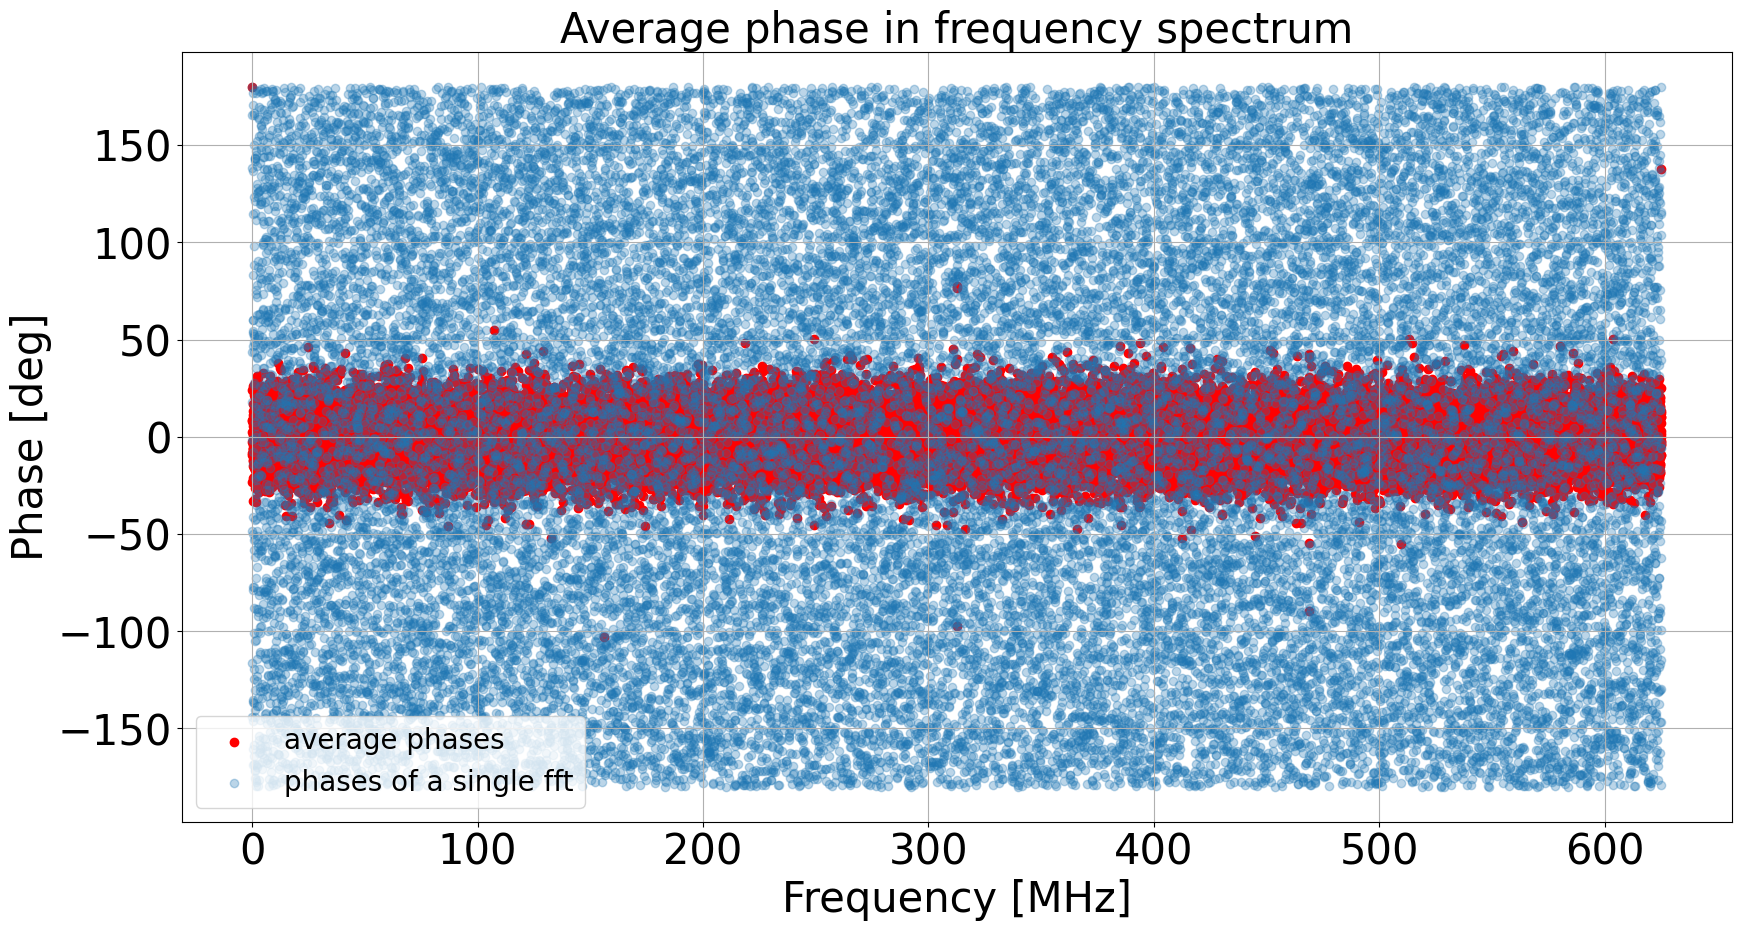 Average phase in frequency spectrum
Phase [deg]
150
100
50
0
−50
−100
−150
average phases
phases of a single fft
0 100 200 300 400 500 600
Frequency [MHz]